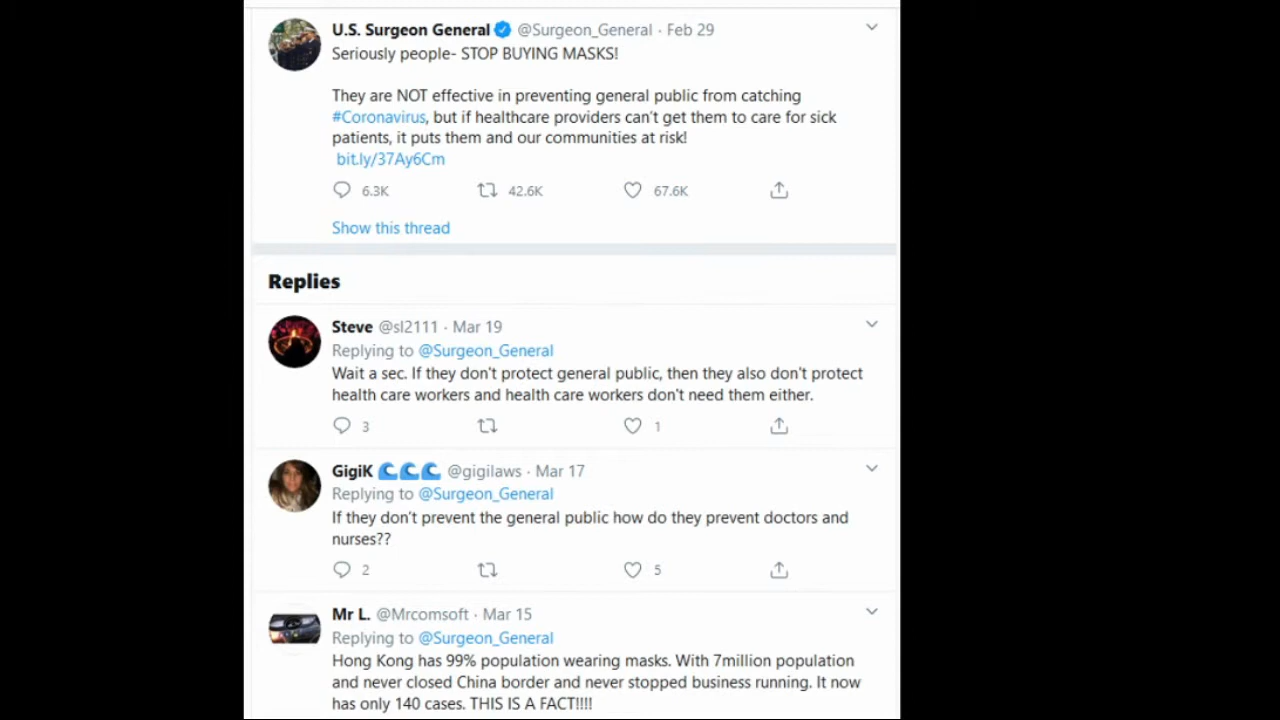 U.S. Surgeon General @Surgeon_General · Feb 29
Seriously people- STOP BUYING MASKS!
They are NOT effective in preventing general public from catching
#Coronavirus, but if healthcare providers can't get them to care for sick
patients, it puts them and our communities at risk!
bit.ly/37Ay6Cm
6.3K 42.6K 67.6K
Show this thread
Replies
Steve @sl2111 · Mar 19
Replying to @Surgeon_General
Wait a sec. If they don't protect general public, then they also don't protect
health care workers and health care workers don't need them either.
3 1
GigiK 🌊🌊🌊 @gigilaws · Mar 17
Replying to @Surgeon_General
If they don't prevent the general public how do they prevent doctors and
nurses??
2 5
Mr L. @Mrcomsoft · Mar 15
Replying to @Surgeon_General
Hong Kong has 99% population wearing masks. With 7million population
and never closed China border and never stopped business running. It now
has only 140 cases. THIS IS A FACT!!!!